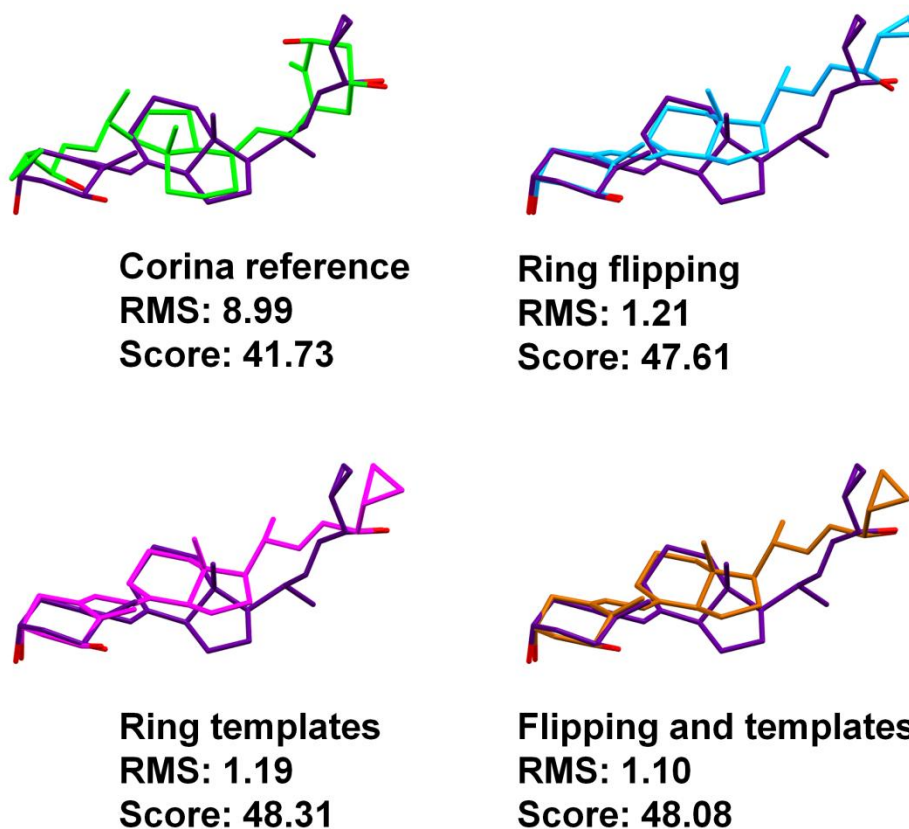 Corina reference
RMS: 8.99
Score: 41.73
Ring flipping
RMS: 1.21
Score: 47.61
Ring templates
RMS: 1.19
Score: 48.31
Flipping and templates
RMS: 1.10
Score: 48.08